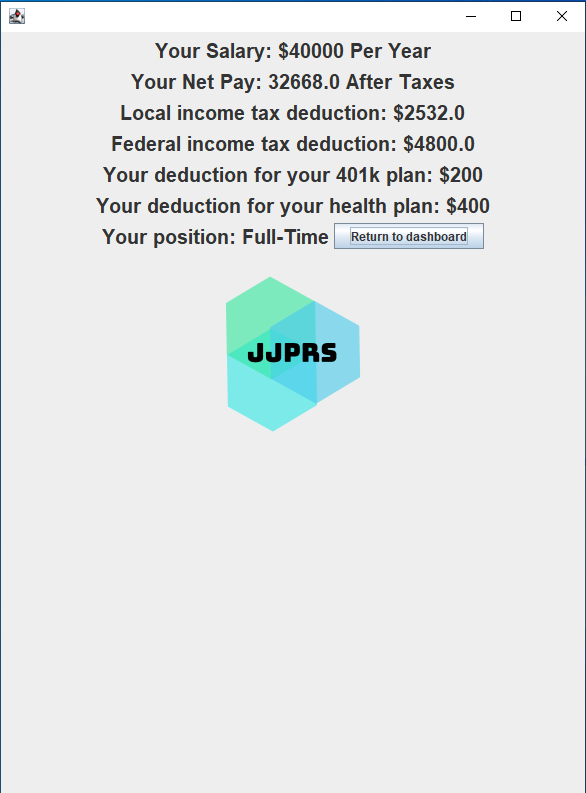 Your Salary: $40000 Per Year
Your Net Pay: 32668.0 After Taxes
Local income tax deduction: $2532.0
Federal income tax deduction: $4800.0
Your deduction for your 401k plan: $200
Your deduction for your health plan: $400
Your position: Full-Time Return to dashboard
JJPRS